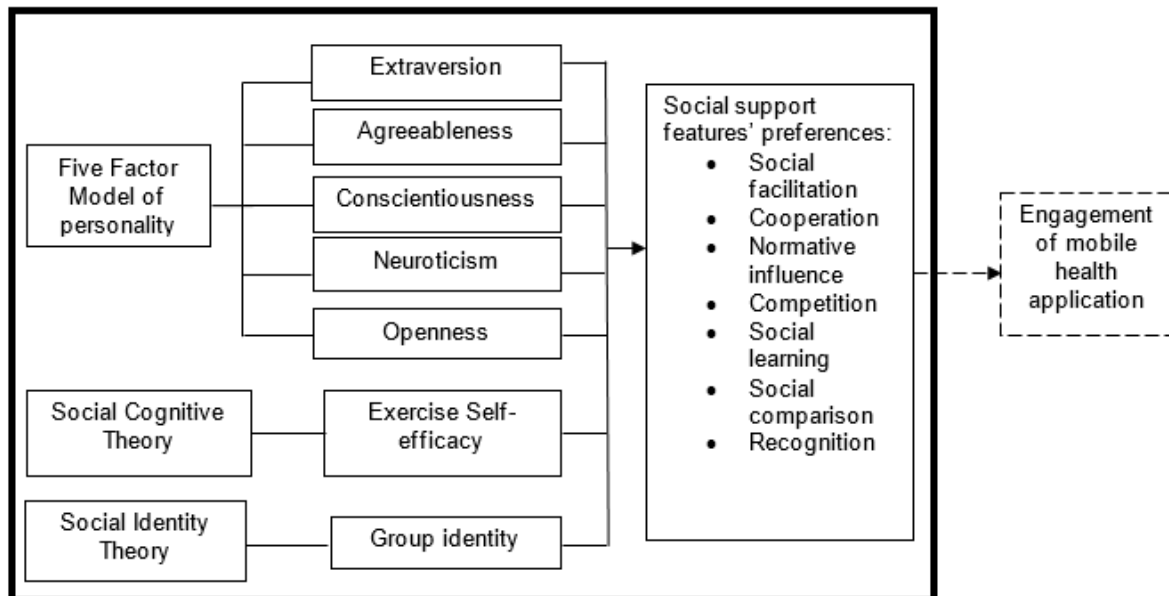 Five Factor
Model of
personality
Extraversion
Agreeableness
Conscientiousness
Neuroticism
Openness
Social Cognitive
Theory
Exercise Self-
efficacy
Social Identity
Theory
Group identity
Social support
features’ preferences:
● Social
facilitation
● Cooperation
● Normative
influence
● Competition
● Social
learning
● Social
comparison
● Recognition
Engagement
of mobile
health
application